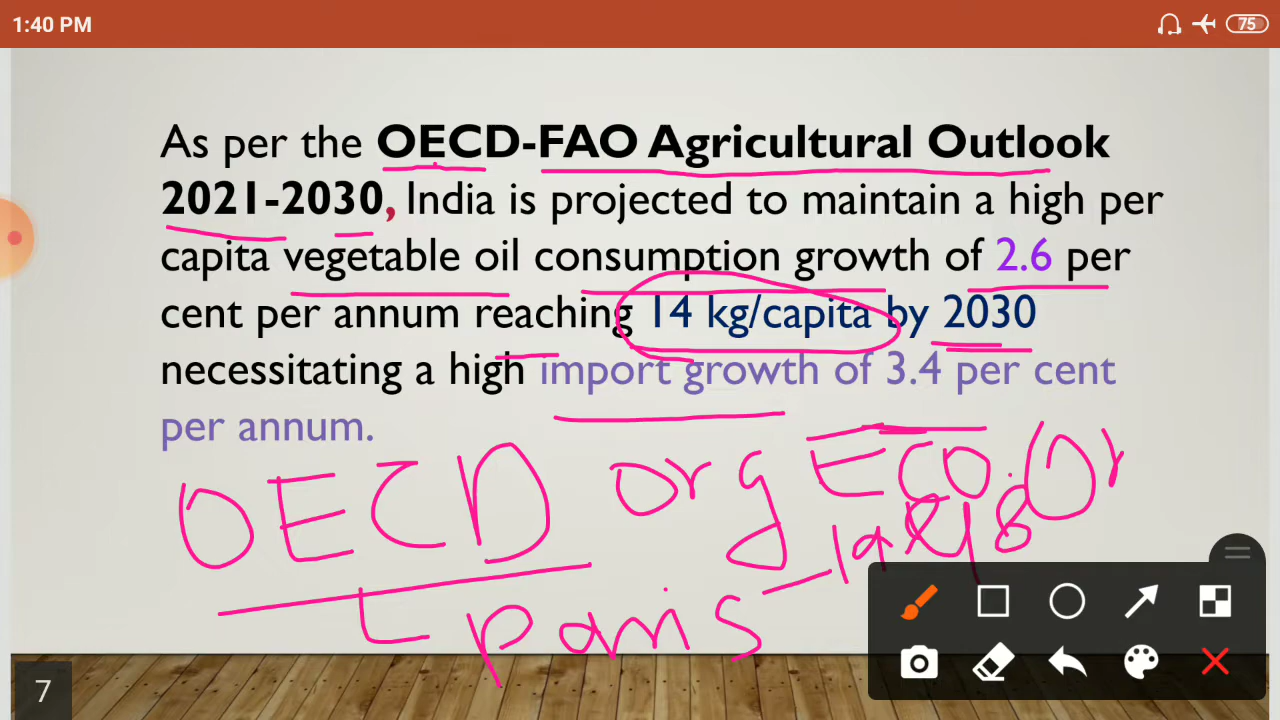 1:40 PM
75
As per the OECD-FAO Agricultural Outlook
2021-2030, India is projected to maintain a high per
capita vegetable oil consumption growth of 2.6 per
cent per annum reaching 14 kg/capita by 2030
necessitating a high import growth of 3.4 per cent
per annum.
OECD org ECO. Or
Paris
7